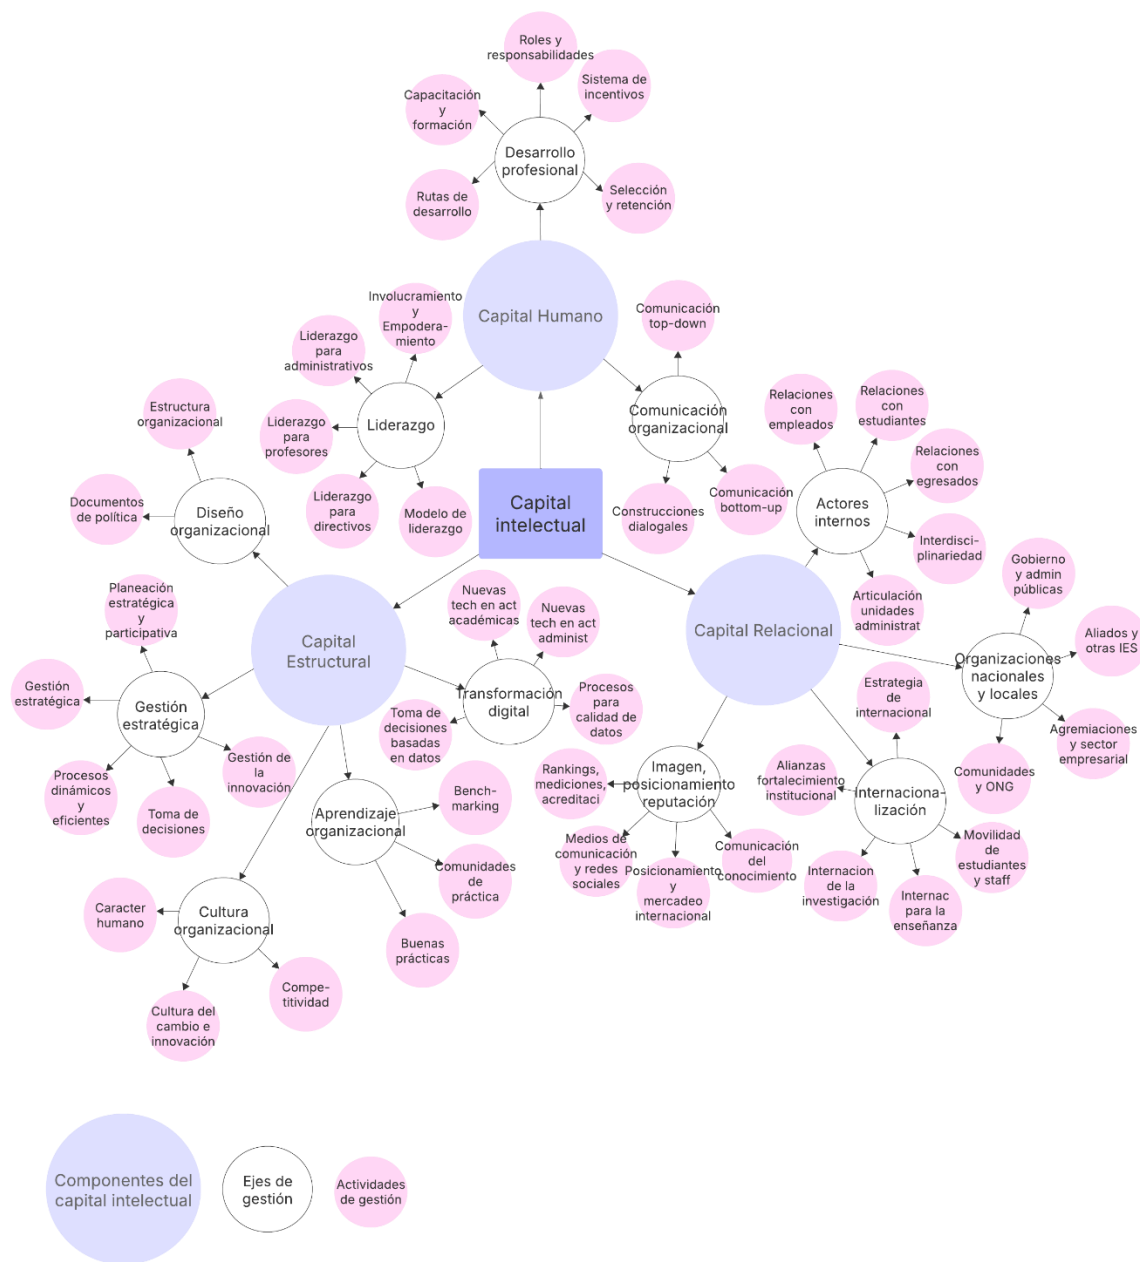 Roles y
responsabilidades
Sistema de
incentivos
Capacitación
y
formación
Desarrollo
profesional
Rutas de
desarrollo
Selección
y retención
Capital Humano
Involucramiento
y
Empodera-
miento
Liderazgo
para
administrativos
Liderazgo
para
profesores
Liderazgo
Liderazgo
para
directivos
Modelo de
liderazgo
Comunicación
top-down
Comunicación
organizacional
Construcciones
dialogales
Comunicación
bottom-up
Capital
intelectual
Estructura
organizacional
Documentos
de política
Diseño
organizacional
Relaciones
con
empleados
Relaciones
con
estudiantes
Relaciones
con
egresados
Actores
internos
Interdisci-
plinariedad
Articulación
unidades
administrat
Capital Relacional
Gobierno
y admin
públicas
Aliados y
otras IES
Organizaciones
nacionales
y locales
Agremiaciones
y sector
empresarial
Comunidades
y ONG
Capital
Estructural
Planeación
estratégica
y
participativa
Gestión
estratégica
Gestión
estratégica
Procesos
dinámicos y
eficientes
Toma de
decisiones
Gestión de
la
innovación
Nuevas
tech en act
académicas
Nuevas
tech en act
administ
Transformación
digital
Toma de
decisiones
basadas
en datos
Procesos
para
calidad de
datos
Aprendizaje
organizacional
Bench-
marking
Comunidades
de
práctica
Buenas
prácticas
Cultura
organizacional
Caracter
humano
Cultura del
cambio e
innovación
Compe-
titividad
Imagen,
posicionamiento
reputación
Rankings,
mediciones,
acreditaci
Medios de
comunicación
y redes
sociales
Posicionamiento
y
mercadeo
internacional
Comunicación
del
conocimiento
Estrategia
de
internacional
Alianzas
fortalecimiento
institucional
Internaciona-
lización
Movilidad
de
estudiantes
y staff
Internacion
de la
investigación
Internac
para la
enseñanza
Componentes del
capital intelectual
Ejes de
gestión
Actividades
de gestión